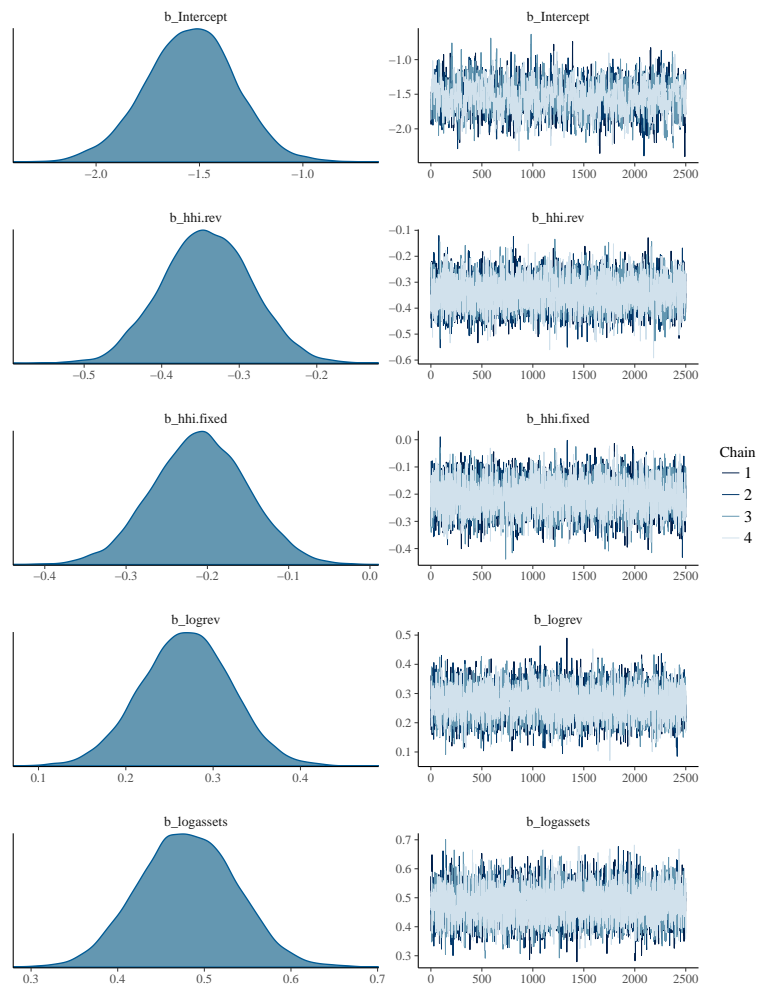 b_Intercept b_Intercept
−1.0
−1.5
−2.0
−2.0 −1.5 −1.0 0 500 1000 1500 2000 2500
b_hhi.rev b_hhi.rev
−0.1
−0.2
−0.3
−0.4
−0.5
−0.6
−0.5 −0.4 −0.3 −0.2 0 500 1000 1500 2000 2500
b_hhi.fixed b_hhi.fixed
0.0
−0.1
−0.2
−0.3
−0.4
−0.4 −0.3 −0.2 −0.1 0.0 0 500 1000 1500 2000 2500
Chain
1
2
3
4
b_logrev b_logrev
0.5
0.4
0.3
0.2
0.1
0.1 0.2 0.3 0.4 0 500 1000 1500 2000 2500
b_logassets b_logassets
0.7
0.6
0.5
0.4
0.3
0.3 0.4 0.5 0.6 0.7 0 500 1000 1500 2000 2500